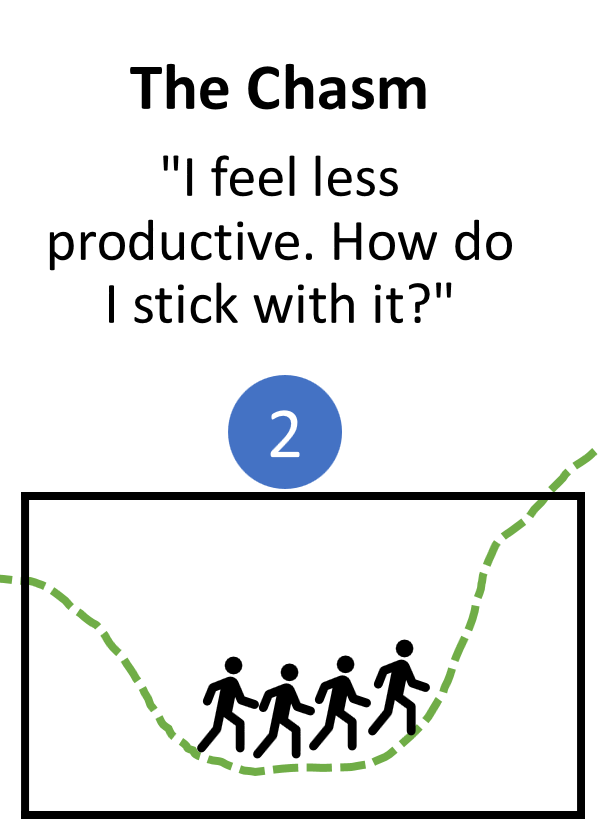 The Chasm
"I feel less
productive. How do
I stick with it?"
2